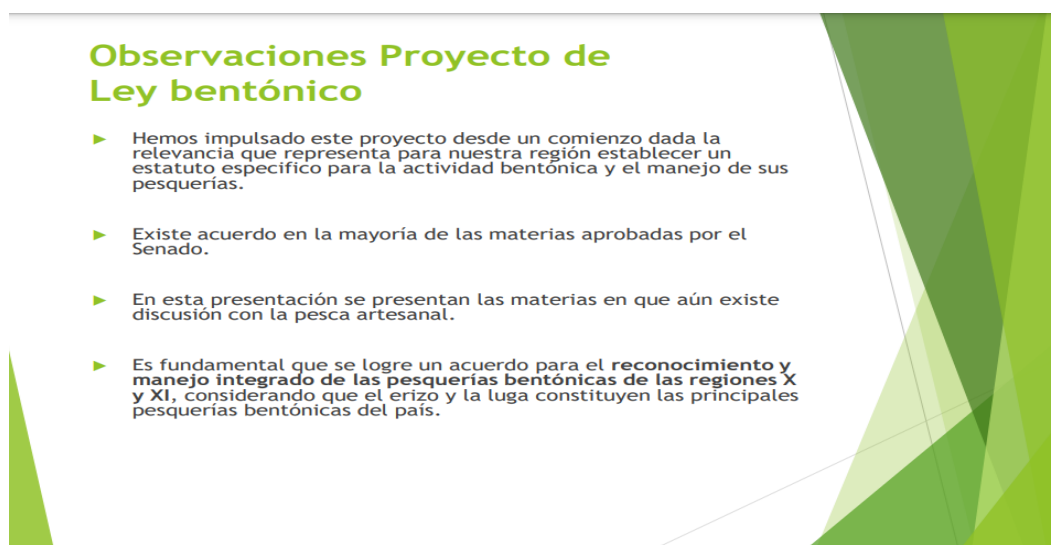 Observaciones Proyecto de
Ley bentónico
► Hemos impulsado este proyecto desde un comienzo dada la
relevancia que representa para nuestra región establecer un
estatuto especifico para la actividad bentónica y el manejo de sus
pesquerías.
► Existe acuerdo en la mayoría de las materias aprobadas por el
Senado.
► En esta presentación se presentan las materias en que aún existe
discusión con la pesca artesanal.
► Es fundamental que se logre un acuerdo para el reconocimiento y
manejo integrado de las pesquerías bentónicas de las regiones X
y XI, considerando que el erizo y la luga constituyen las principales
pesquerías bentónicas del país.